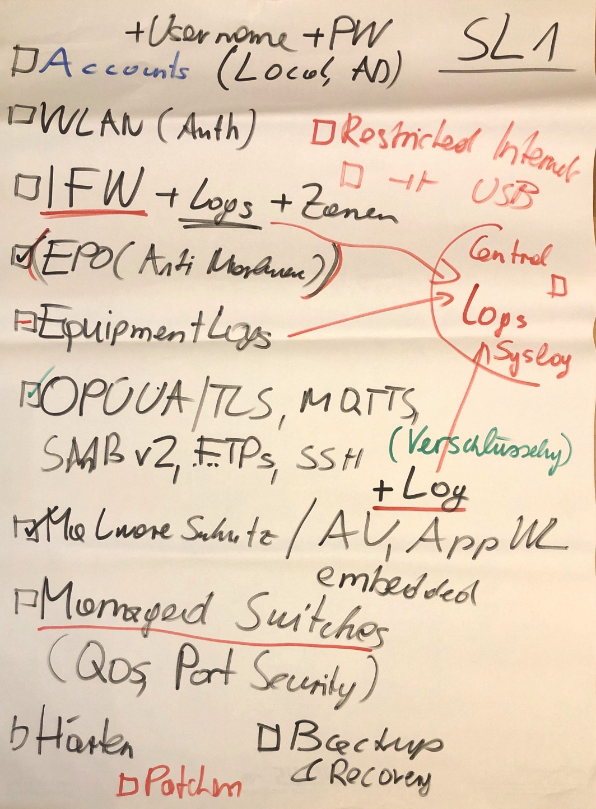 +Username +PW
SL1
Accounts (Local, AD)
WLAN (Auth)
Restricted Internet
USB
IFW + Logs + Zonen
EPO (Anti Malware)
Central
Logs
Syslog
Equipment Logs
OPCUA/TLS, MQTTS,
SMB v2, FTPs, SSH
(Verschlüsselung)
+ Log
Malware Schutz / AV, App WL
embedded
Managed Switches
(QoS, Port Security)
Härten
Backup
& Recovery
Patchen